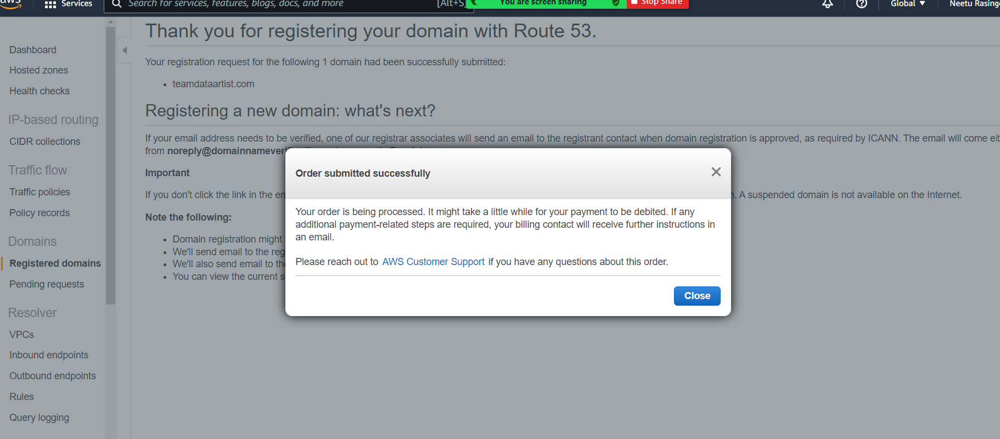 aws
Services
Search for services, features, blogs, docs, and more
[Alt+S]
You are screen sharing
Stop Share
Global
Neetu Rasing
Dashboard
Hosted zones
Health checks
IP-based routing
CIDR collections
Traffic flow
Traffic policies
Policy records
Domains
Registered domains
Pending requests
Resolver
VPCs
Inbound endpoints
Outbound endpoints
Rules
Query logging
Thank you for registering your domain with Route 53.
Your registration request for the following 1 domain had been successfully submitted:
• teamdataartist.com
Registering a new domain: what's next?
If your email address needs to be verified, one of our registrar associates will send an email to the registrant contact when domain registration is approved, as required by ICANN. The email will come eit
from noreply@domainnameverif
Important
If you don't click the link in the em
. A suspended domain is not available on the Internet.
Note the following:
• Domain registration might
• We'll send email to the reg
• We'll also send email to the
• You can view the current s
Order submitted successfully
Your order is being processed. It might take a little while for your payment to be debited. If any
additional payment-related steps are required, your billing contact will receive further instructions in
an email.
Please reach out to AWS Customer Support if you have any questions about this order.
Close